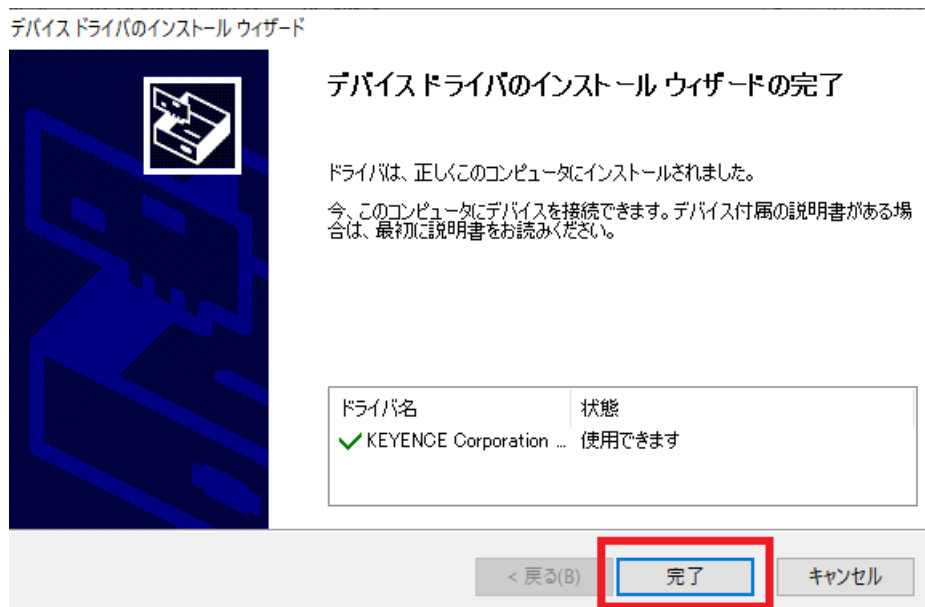 デバイス ドライバのインストール ウィザード
デバイス ドライバのインストール ウィザードの完了
ドライバは、正しくこのコンピュータにインストールされました。
今、このコンピュータにデバイスを接続できます。デバイス付属の説明書がある場
合は、最初に説明書をお読みください。
ドライバ名 状態
KEYENCE Corporation ... 使用できます
< 戻る(B) 完了 キャンセル